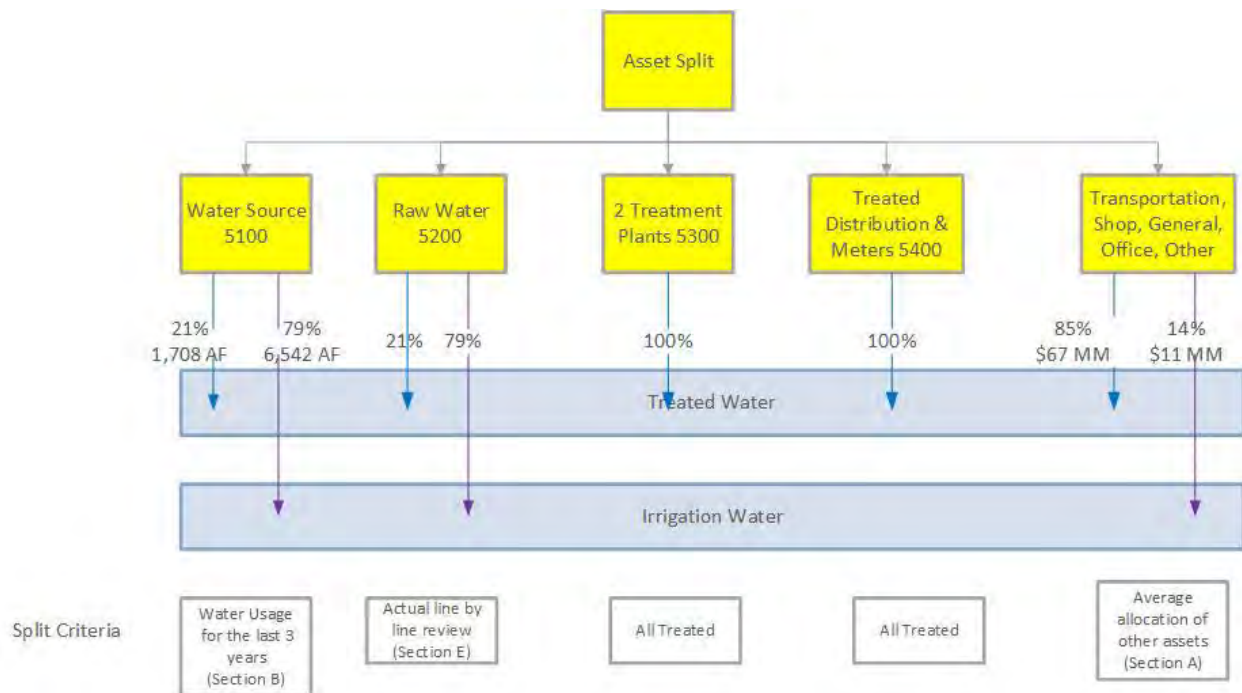 Asset Split
Water Source
5100
Raw Water
5200
2 Treatment
Plants 5300
Treated
Distribution &
Meters 5400
Transportation,
Shop, General,
Office, Other
21%
1,708 AF
79%
6,542 AF
21%
79%
100%
100%
85%
$67 MM
14%
$11 MM
Treated Water
Irrigation Water
Split Criteria
Water Usage
for the last 3
years
(Section B)
Actual line by
line review
(Section E)
All Treated
All Treated
Average
allocation of
other assets
(Section A)